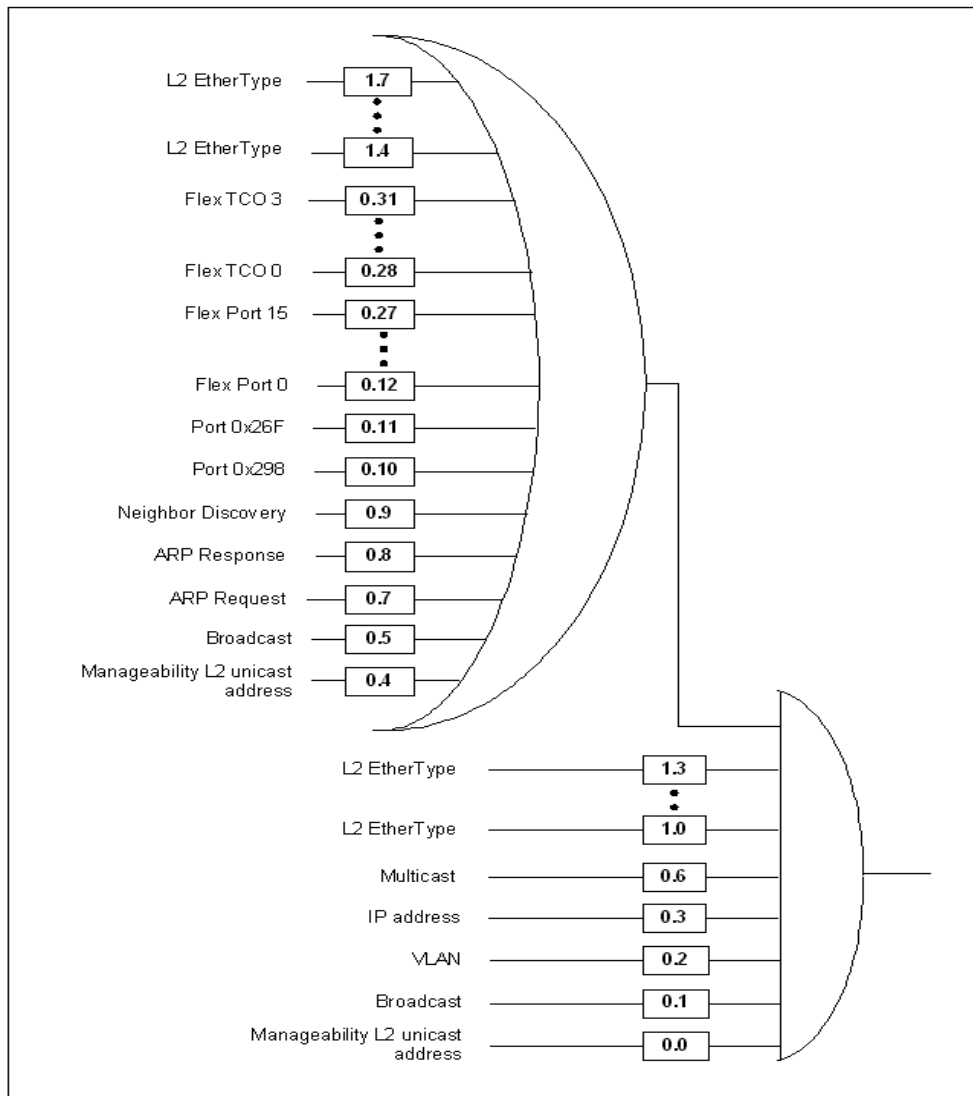 L2 EtherType 1.7
L2 EtherType 1.4
Flex TCO 3 0.31
Flex TCO 0 0.28
Flex Port 15 0.27
Flex Port 0 0.12
Port 0x26F 0.11
Port 0x298 0.10
Neighbor Discovery 0.9
ARP Response 0.8
ARP Request 0.7
Broadcast 0.5
Manageability L2 unicast
address 0.4
L2 EtherType 1.3
L2 EtherType 1.0
Multicast 0.6
IP address 0.3
VLAN 0.2
Broadcast 0.1
Manageability L2 unicast
address 0.0